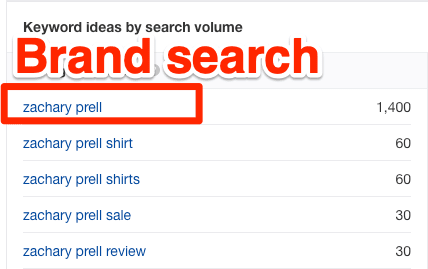 Keyword ideas by search volume
Brand search
zachary prell 1,400
zachary prell shirt 60
zachary prell shirts 60
zachary prell sale 30
zachary prell review 30